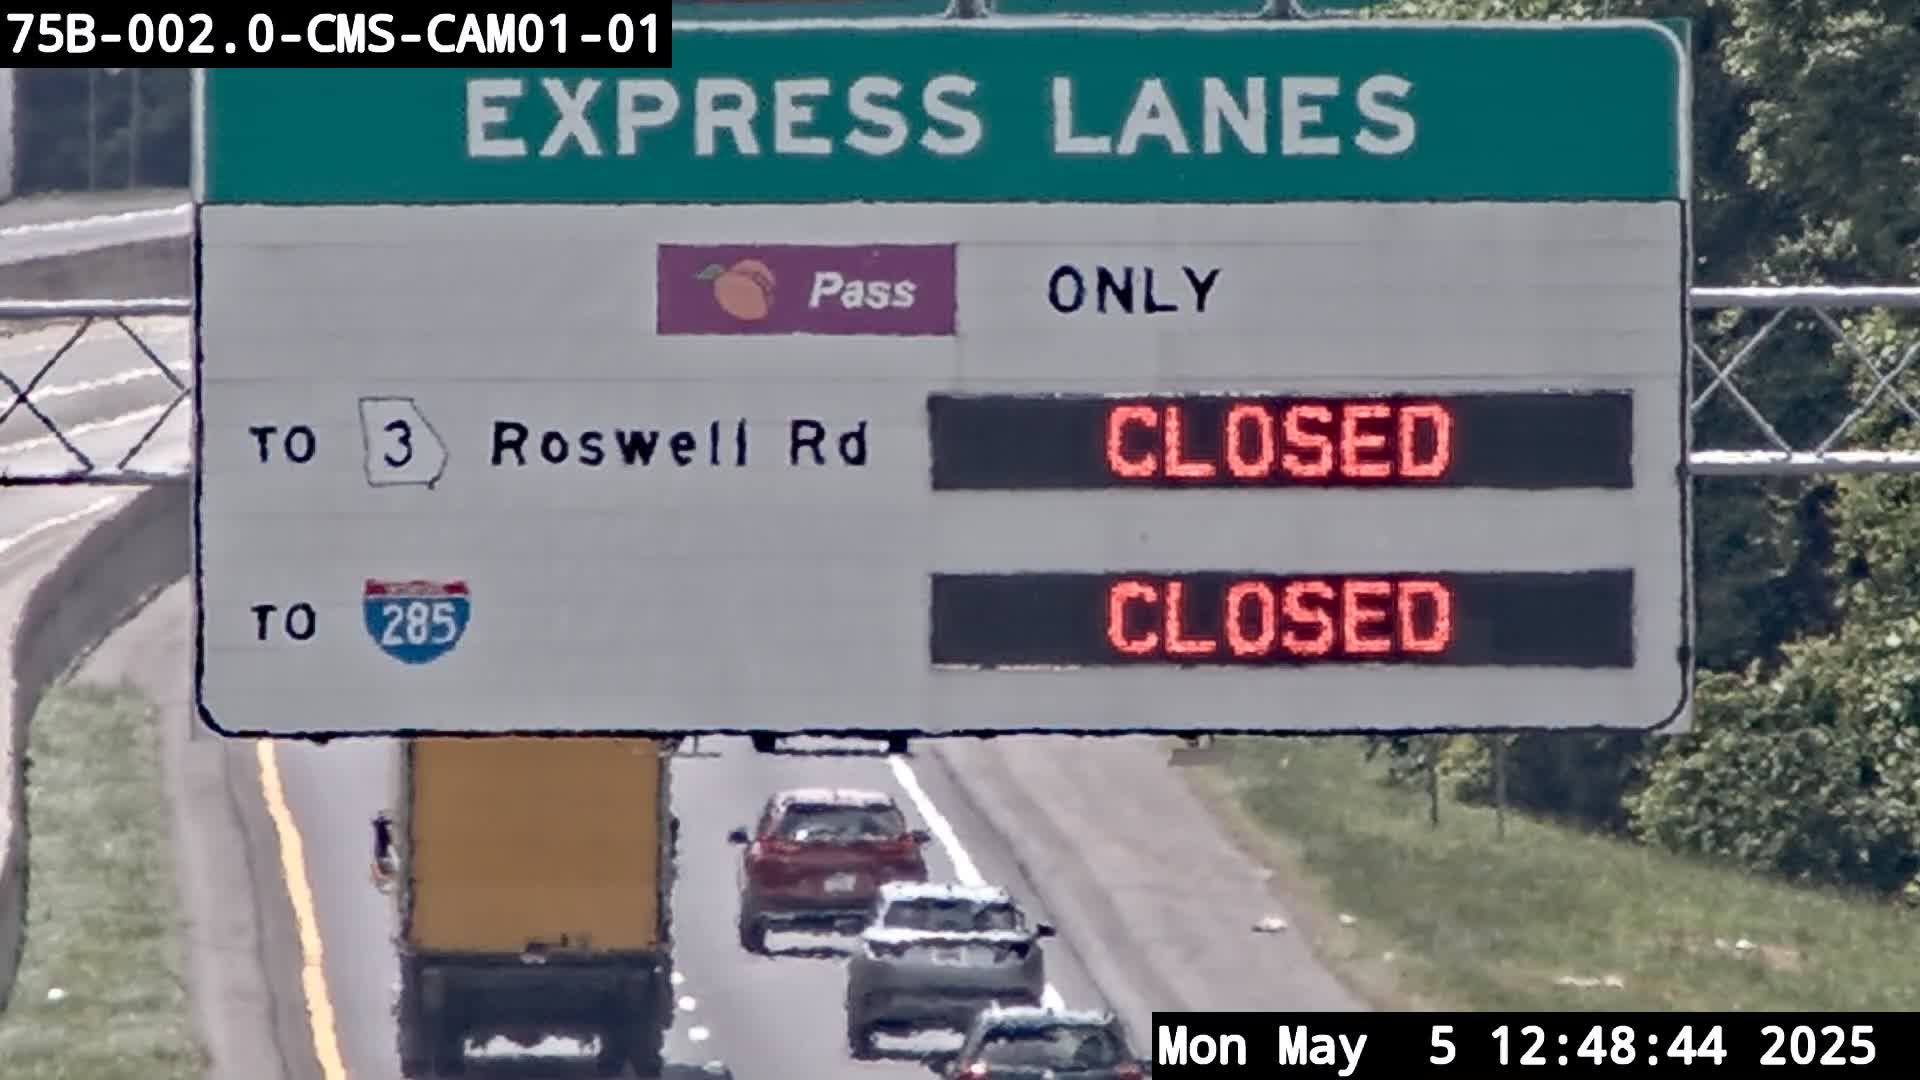 75B-002.0-CMS-CAM01-01
EXPRESS LANES
Pass ONLY
TO 3 Roswell Rd CLOSED
TO 285 CLOSED
Mon May 5 12:48:44 2025